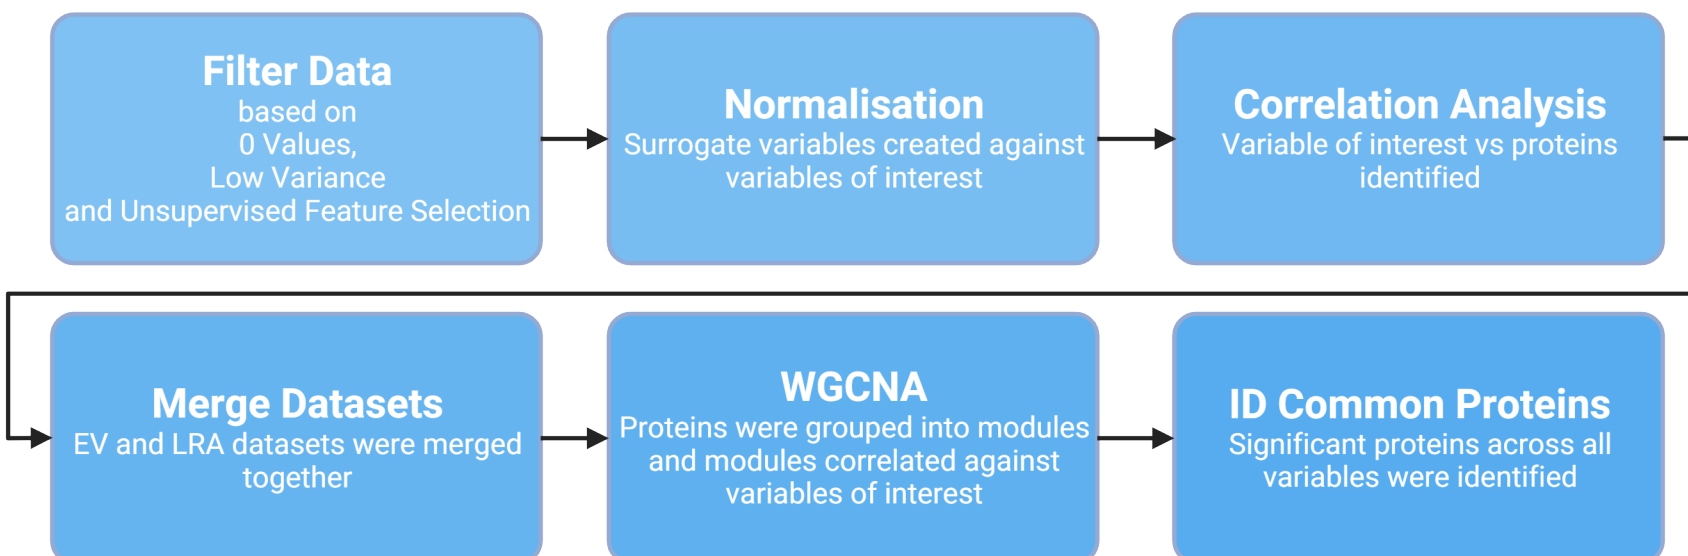 Filter Data
based on
0 Values,
Low Variance
and Unsupervised Feature Selection
Normalisation
Surrogate variables created against
variables of interest
Correlation Analysis
Variable of interest vs proteins
identified
Merge Datasets
EV and LRA datasets were merged
together
WGCNA
Proteins were grouped into modules
and modules correlated against
variables of interest
ID Common Proteins
Significant proteins across all
variables were identified